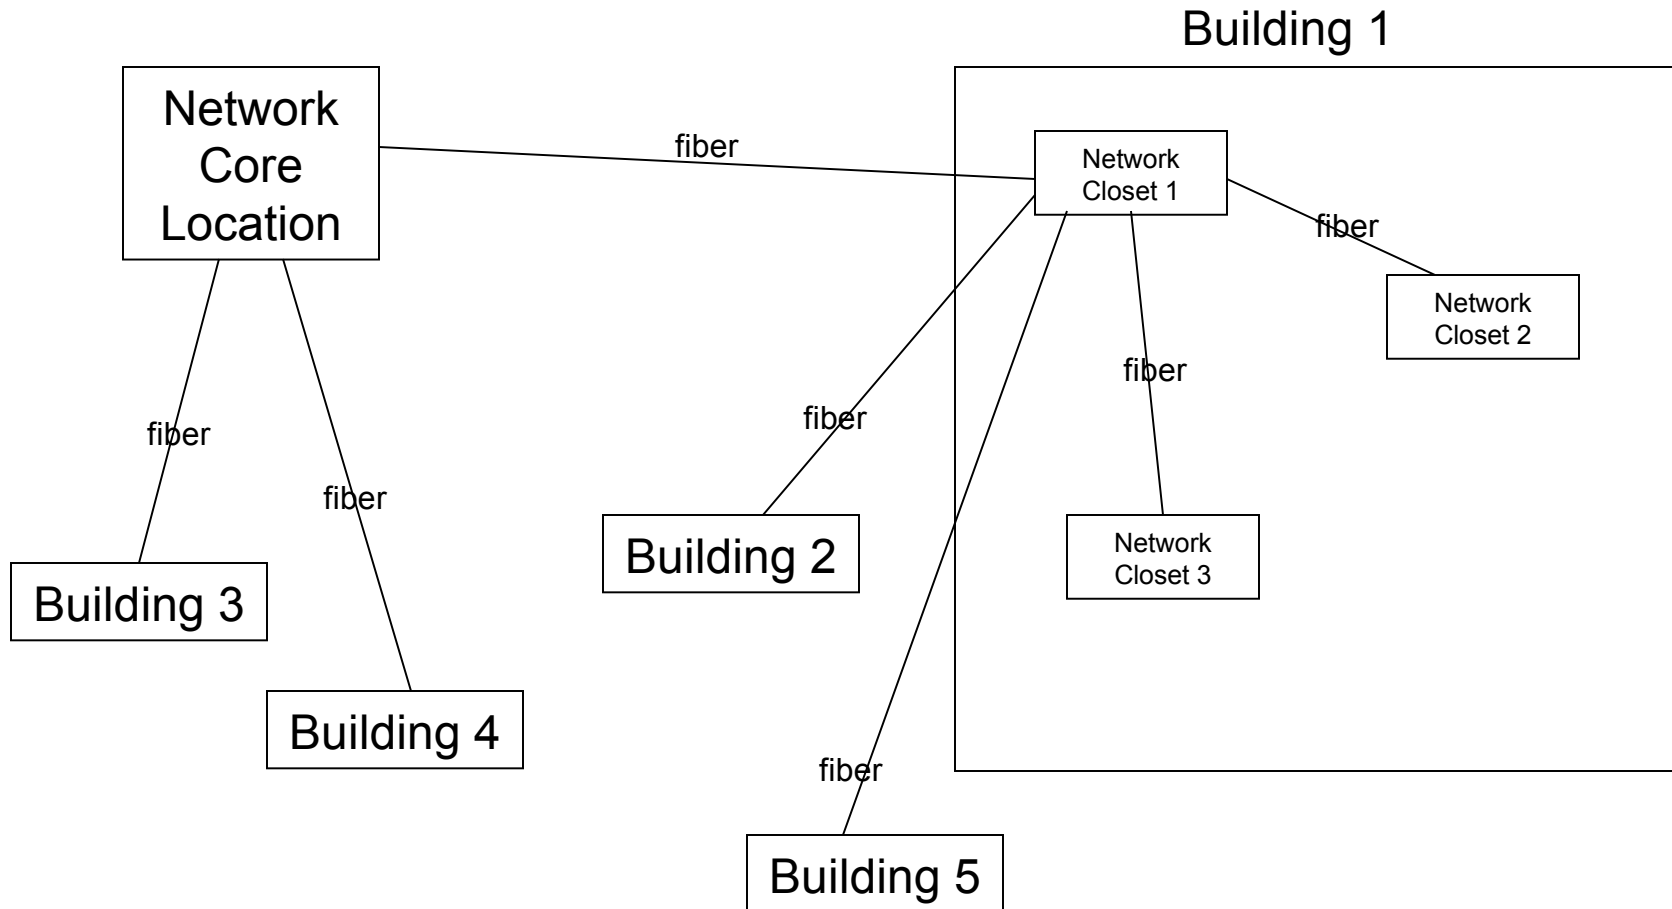 Building 1
Network
Core
Location
fiber
Network
Closet 1
fiber
Network
Closet 2
fiber
fiber
fiber
fiber
Network
Closet 3
Building 2
Building 3
Building 4
fiber
Building 5